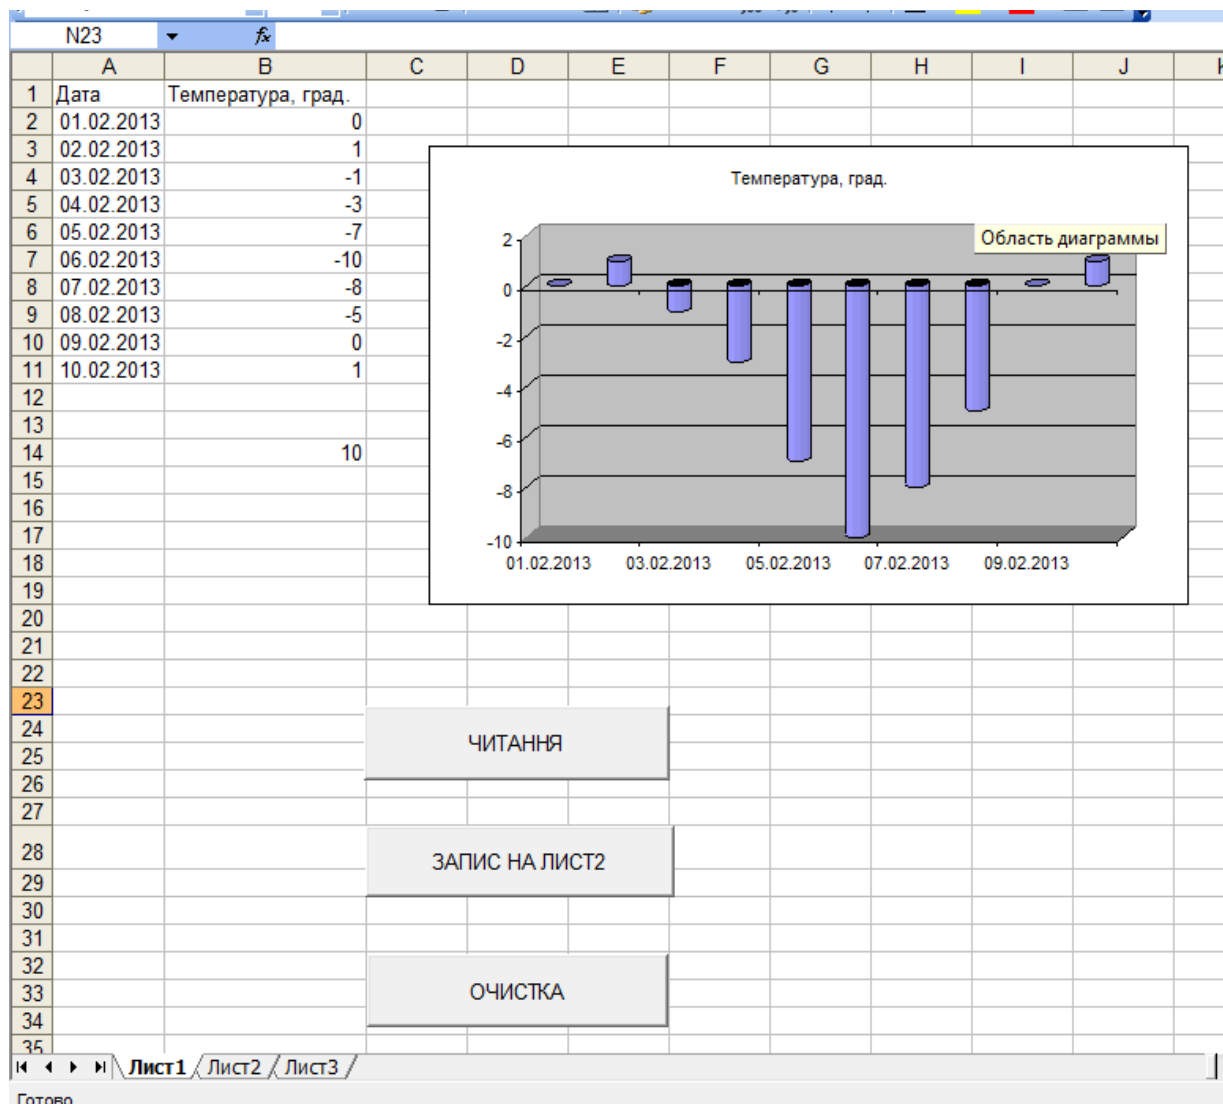 N23 fx
A B C D E F G H I J
1 Дата Температура, град.
2 01.02.2013 0
3 02.02.2013 1
4 03.02.2013 -1
5 04.02.2013 -3
6 05.02.2013 -7
7 06.02.2013 -10
8 07.02.2013 -8
9 08.02.2013 -5
10 09.02.2013 0
11 10.02.2013 1
12
13
14 10
15
16
17
18
19
20
21
22
23
24
25
26
27
28
29
30
31
32
33
34
35
Температура, град.
Область диаграммы
2
0
-2
-4
-6
-8
-10
01.02.2013 03.02.2013 05.02.2013 07.02.2013 09.02.2013
ЧИТАННЯ
ЗАПИС НА ЛИСТ2
ОЧИСТКА
Лист1 Лист2 Лист3
Готово